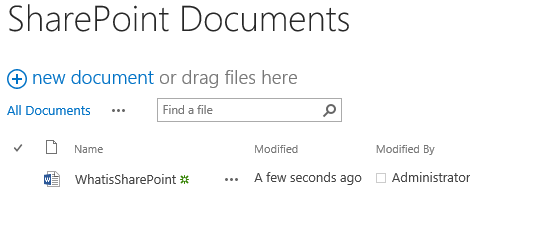 SharePoint Documents
new document or drag files here
All Documents ••• Find a file
Name Modified Modified By
WhatisSharePoint ••• A few seconds ago Administrator